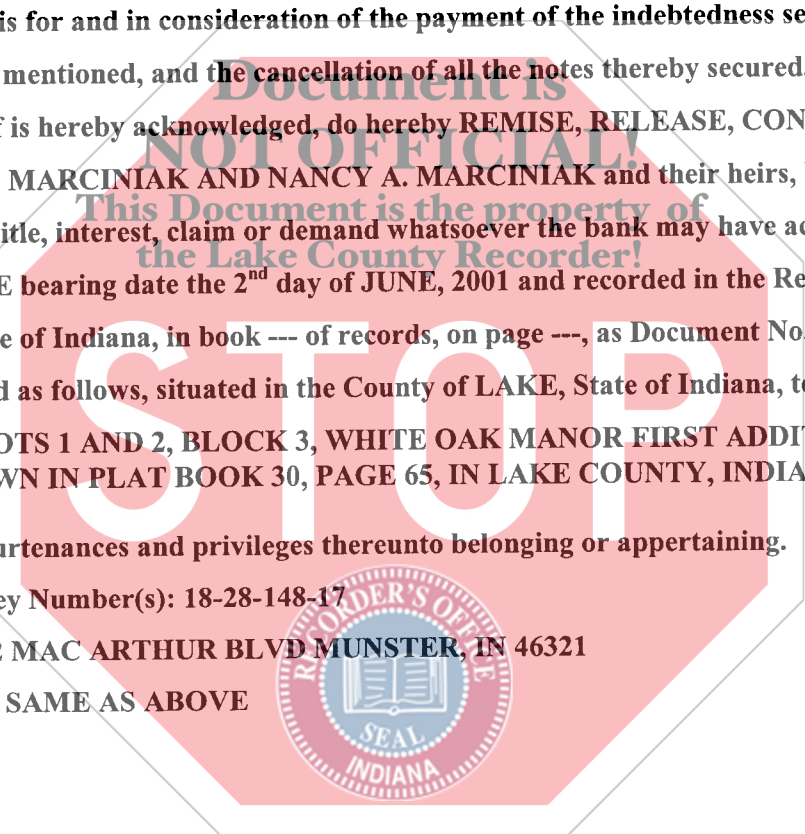 is for and in consideration of the payment of the indebtedness se
mentioned, and the cancellation of all the notes thereby secured,
Document is
f is hereby acknowledged, do hereby REMISE, RELEASE, CON
NOT OFFICIAL!
MARCINIAK AND NANCY A. MARCINIAK and their heirs,
This Document is the property of
itle, interest, claim or demand whatsoever the bank may have ac
the Lake County Recorder!
E bearing date the 2nd day of JUNE, 2001 and recorded in the Re
e of Indiana, in book --- of records, on page ---, as Document No.
d as follows, situated in the County of LAKE, State of Indiana, to
STOP
OTS 1 AND 2, BLOCK 3, WHITE OAK MANOR FIRST ADDIT
WN IN PLAT BOOK 30, PAGE 65, IN LAKE COUNTY, INDIA
urtenances and privileges thereunto belonging or appertaining.
ey Number(s): 18-28-148-17
2 MAC ARTHUR BLVD MUNSTER, IN 46321
SAME AS ABOVE
RECORDER'S OFFICE
SEAL
INDIANA